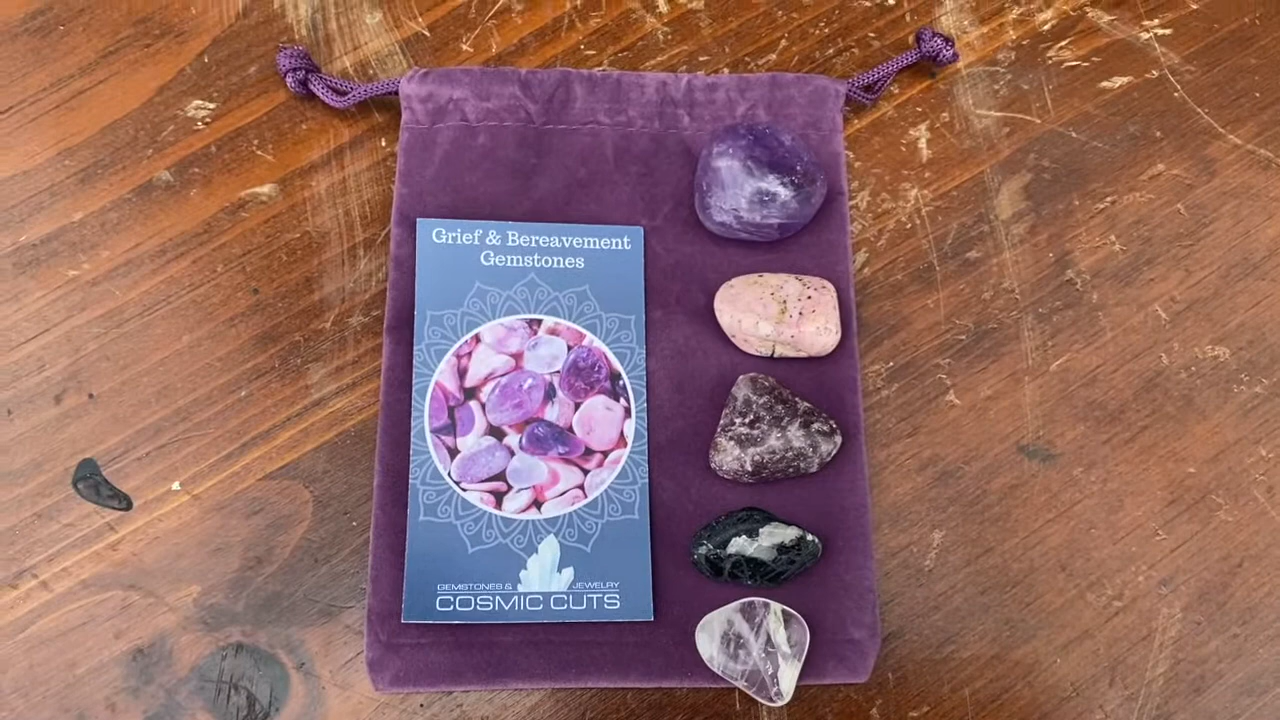 Grief & Bereavement
Gemstones
GEMSTONES & JEWELRY
COSMIC CUTS